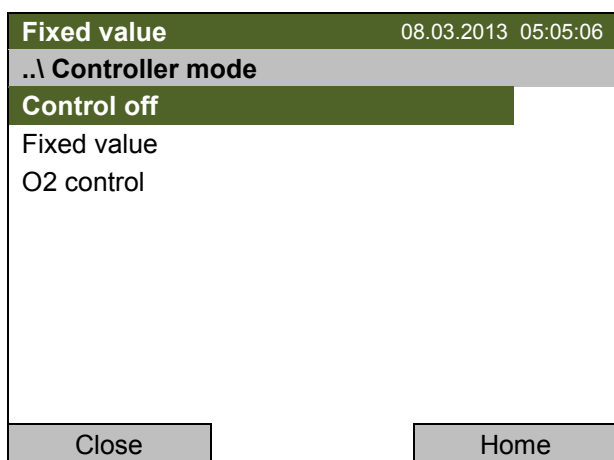 Fixed value 08.03.2013 05:05:06
..\ Controller mode
Control off
Fixed value
O2 control
Close Home